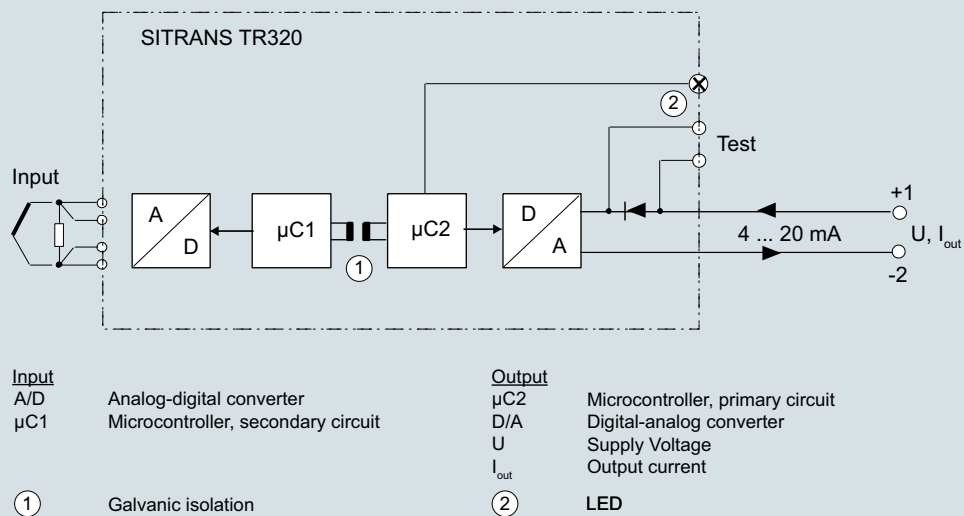 SITRANS TR320
2
Test
Input
A
D
µC1
µC2
D
A
+1
4 ... 20 mA
U, Iout
-2
1
Input
A/D Analog-digital converter
µC1 Microcontroller, secondary circuit
1 Galvanic isolation
Output
µC2 Microcontroller, primary circuit
D/A Digital-analog converter
U Supply Voltage
Iout Output current
2 LED